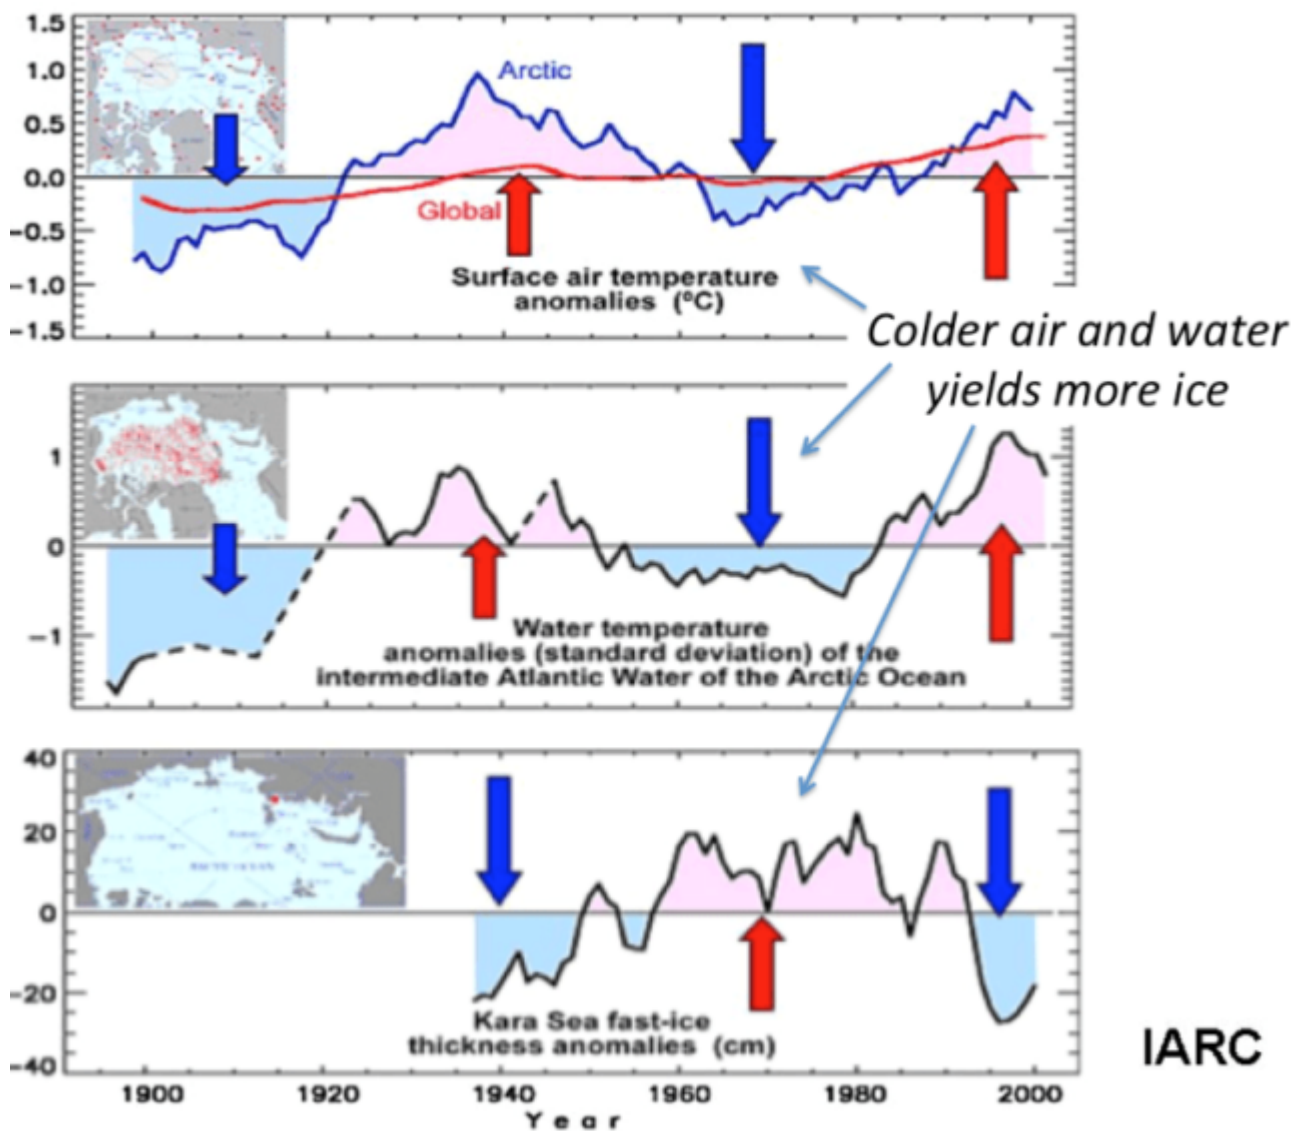 1.5
1.0
0.5
0.0
-0.5
-1.0
-1.5
Arctic
Global
Surface air temperature
anomalies (ºC)
Colder air and water
yields more ice
1
0
-1
Water temperature
anomalies (standard deviation) of the
intermediate Atlantic Water of the Arctic Ocean
40
20
0
-20
-40
Kara Sea fast-ice
thickness anomalies (cm)
IARC
1900 1920 1940 1960 1980 2000
Year